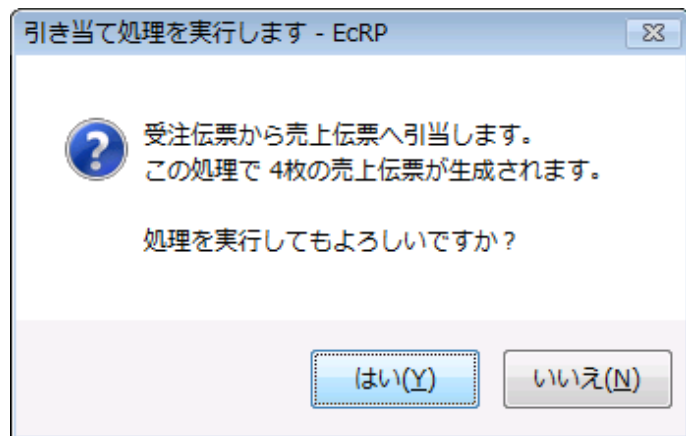 引き当て処理を実行します - EcRP
受注伝票から売上伝票へ引当します。
この処理で 4枚の売上伝票が生成されます。
処理を実行してもよろしいですか？
はい(Y)
いいえ(N)